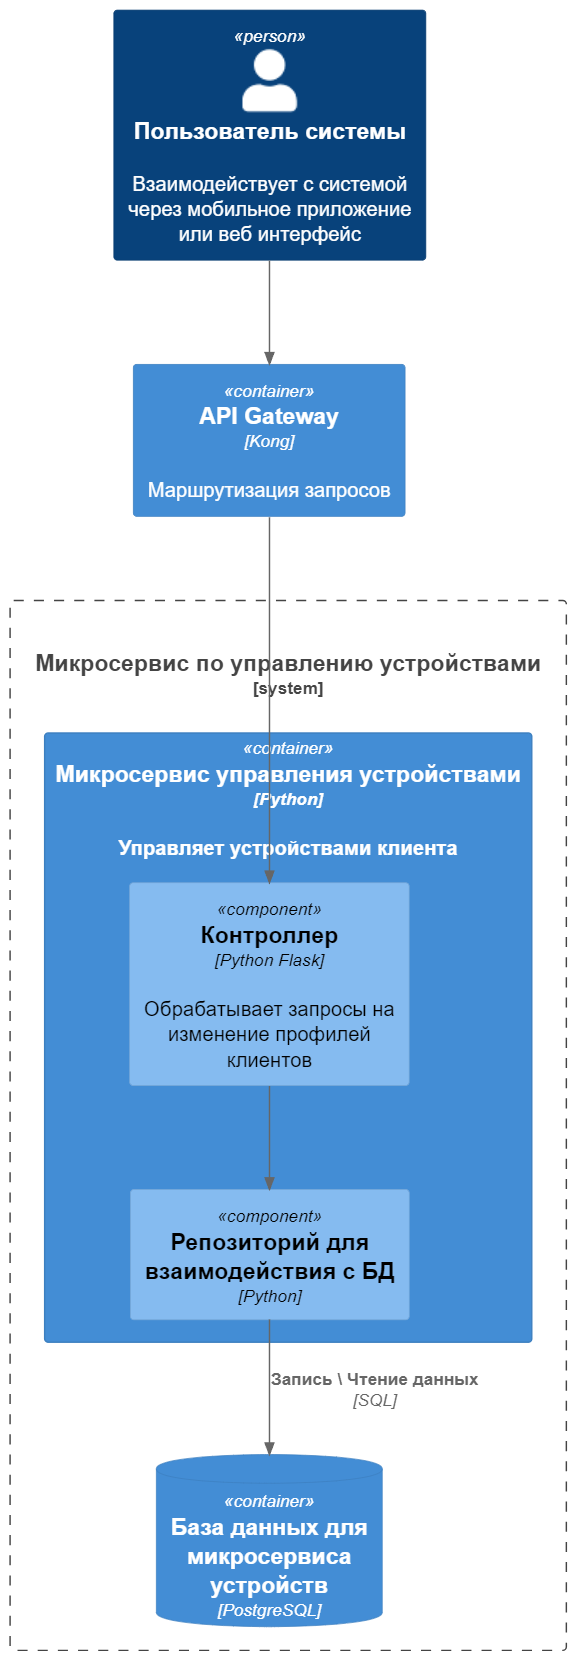 «person»
Пользователь системы
Взаимодействует с системой
через мобильное приложение
или веб интерфейс
«container»
API Gateway
[Kong]
Маршрутизация запросов
Микросервис по управлению устройствами
[system]
«container»
Микросервис управления устройствами
[Python]
Управляет устройствами клиента
«component»
Контроллер
[Python Flask]
Обрабатывает запросы на
изменение профилей
клиентов
«component»
Репозиторий для
взаимодействия с БД
[Python]
Запись \ Чтение данных
[SQL]
«container»
База данных для
микросервиса
устройств
[PostgreSQL]